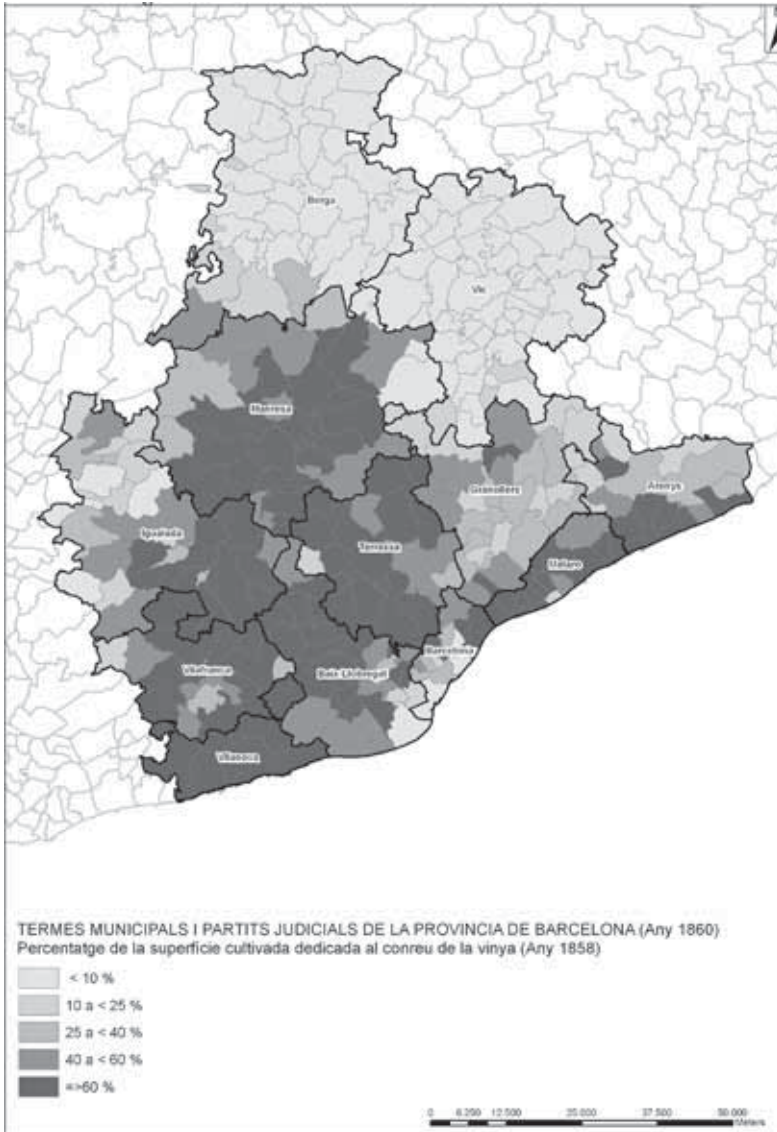 Berga
Vic
Manresa
Granollers
Arenys
Igualada
Terrassa
Mataró
Vilafranca
Baix Llobregat
Barcelona
Vilanova
TERMES MUNICIPALS I PARTITS JUDICIALS DE LA PROVINCIA DE BARCELONA (Any 1860)
Percentatge de la superfície cultivada dedicada al conreu de la vinya (Any 1858)
< 10 %
10 a < 25 %
25 a < 40 %
40 a < 60 %
=>60 %
0 6.250 12.500 25.000 37.500 50.000
Meters